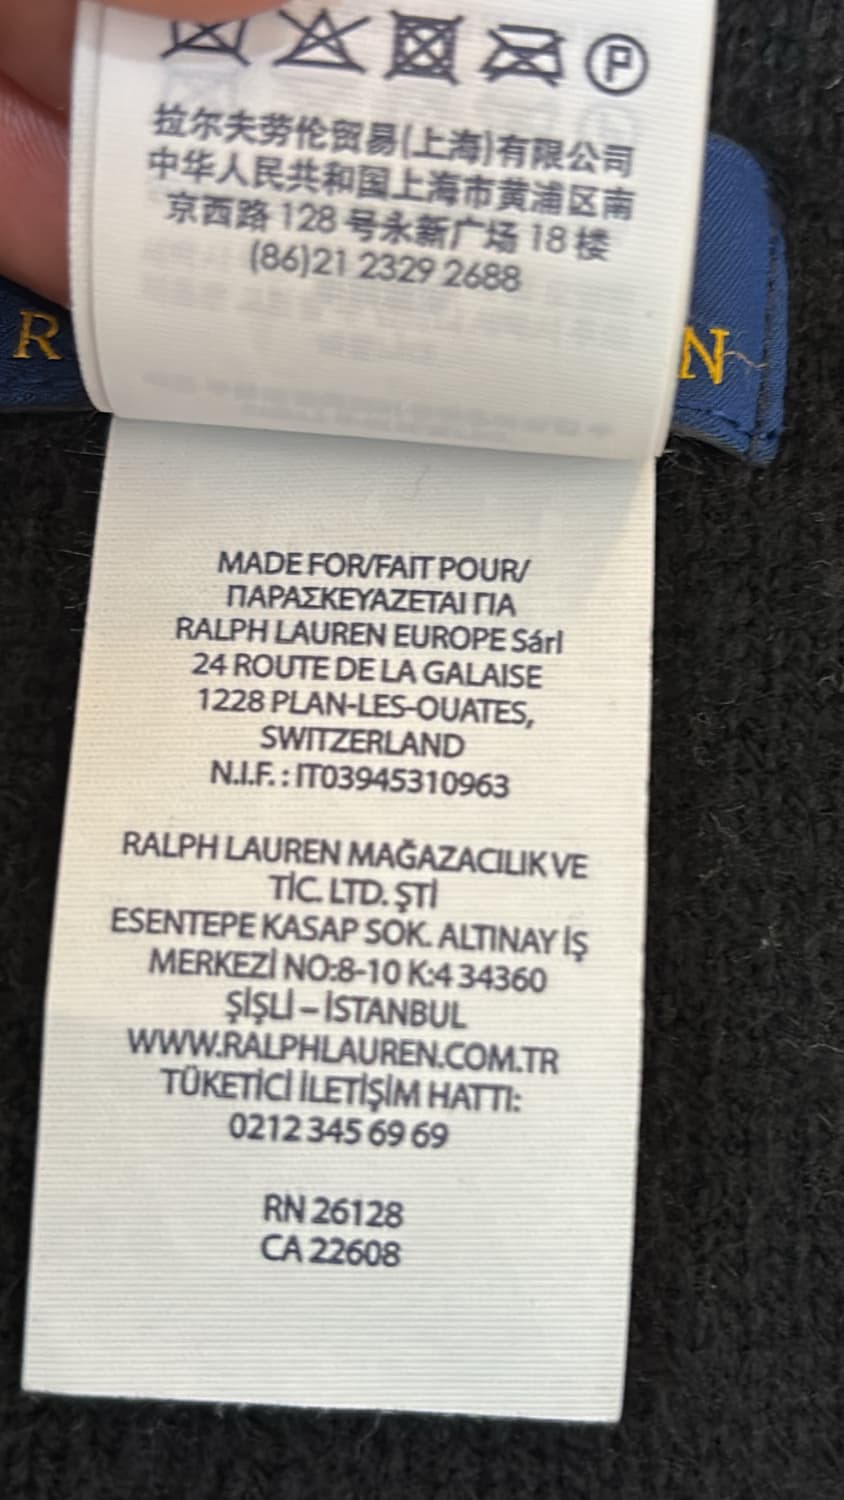 P
拉尔夫劳伦贸易(上海)有限公司
中华人民共和国上海市黄浦区南
京西路 128 号永新广场 18 楼
(86)21 2329 2688
R
N
MADE FOR/FAIT POUR/
ΠΑΡΑΣΚΕΥΑΖΕΤΑΙ ΓΙΑ
RALPH LAUREN EUROPE Sárl
24 ROUTE DE LA GALAISE
1228 PLAN-LES-OUATES,
SWITZERLAND
N.I.F. : IT03945310963
RALPH LAUREN MAĞAZACILIK VE
TİC. LTD. ŞTİ
ESENTEPE KASAP SOK. ALTINAY İŞ
MERKEZİ NO:8-10 K:4 34360
ŞİŞLİ – İSTANBUL
WWW.RALPHLAUREN.COM.TR
TÜKETİCİ İLETİŞİM HATTI:
0212 345 69 69
RN 26128
CA 22608